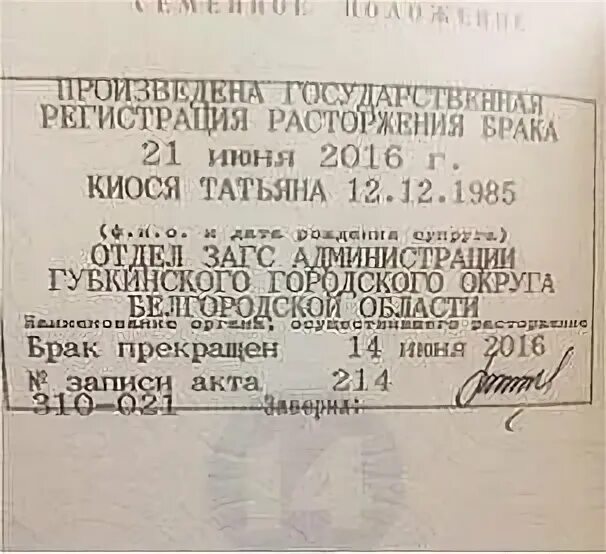 СЕМЕЙНОЕ ПОЛОЖЕНИЕ
ПРОИЗВЕДЕНА ГОСУДАРСТВЕННАЯ
РЕГИСТРАЦИЯ РАСТОРЖЕНИЯ БРАКА
21 июня 2016 г.
КИОСЯ ТАТЬЯНА 12.12.1985
(ф.и.о. и дата рождения супруга)
ОТДЕЛ ЗАГС АДМИНИСТРАЦИИ
ГУБКИНСКОГО ГОРОДСКОГО ОКРУГА
БЕЛГОРОДСКОЙ ОБЛАСТИ
Наименование органа, осуществившего расторжение
Брак прекращен 14 июня 2016
№ записи акта 214
310-021 Заверил:
14